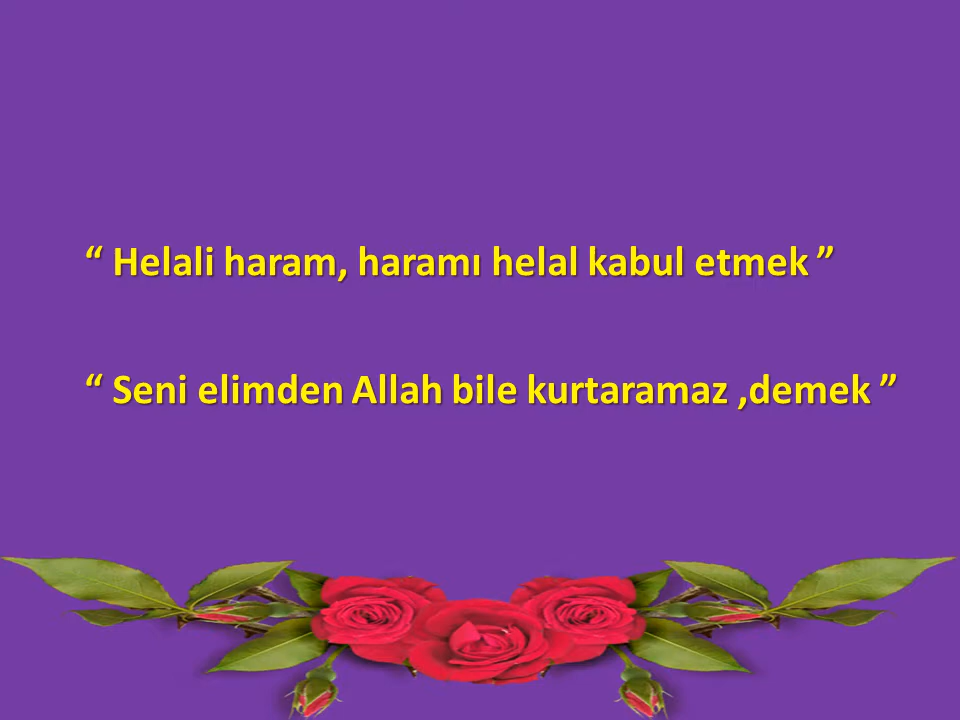 “ Helali haram, haramı helal kabul etmek ”
“ Seni elimden Allah bile kurtaramaz ,demek ”